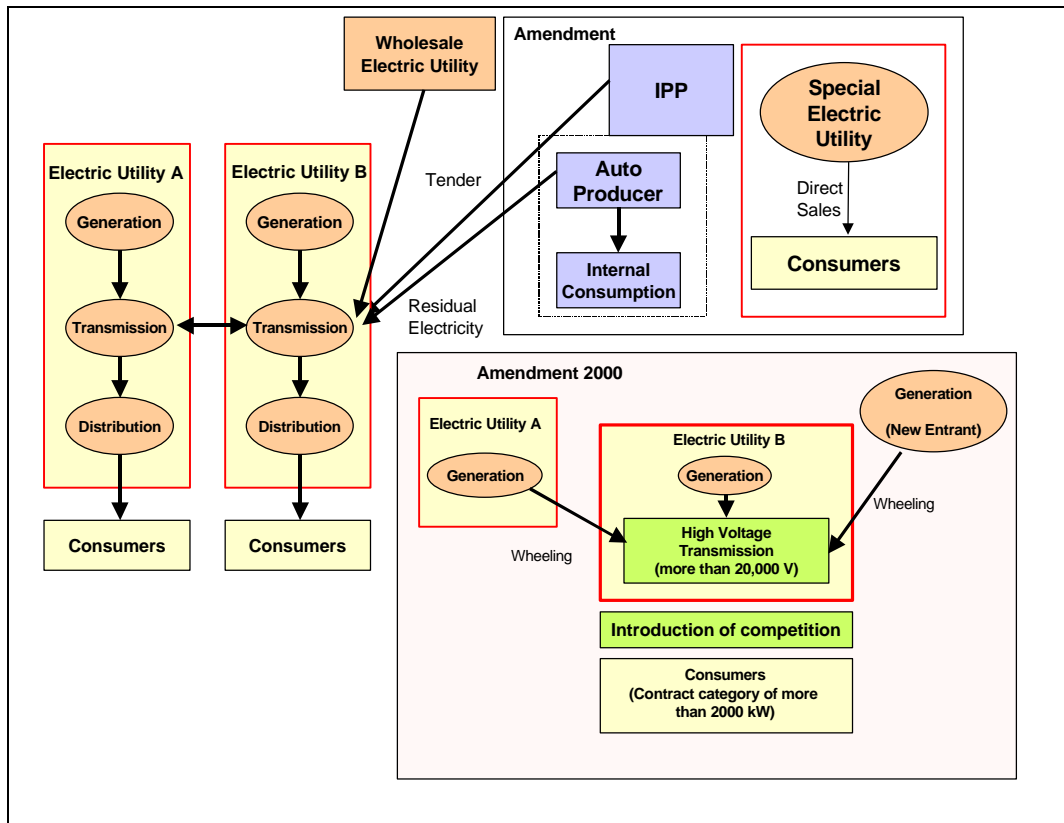 Wholesale
Electric Utility
Amendment
IPP
Special
Electric
Utility
Electric Utility A
Electric Utility B
Tender
Auto
Producer
Direct
Sales
Generation
Generation
Internal
Consumption
Consumers
Residual
Electricity
Transmission
Transmission
Distribution
Distribution
Consumers
Consumers
Amendment 2000
Generation
(New Entrant)
Electric Utility A
Electric Utility B
Generation
Generation
Wheeling
Wheeling
High Voltage
Transmission
(more than 20,000 V)
Introduction of competition
Consumers
(Contract category of more
than 2000 kW)